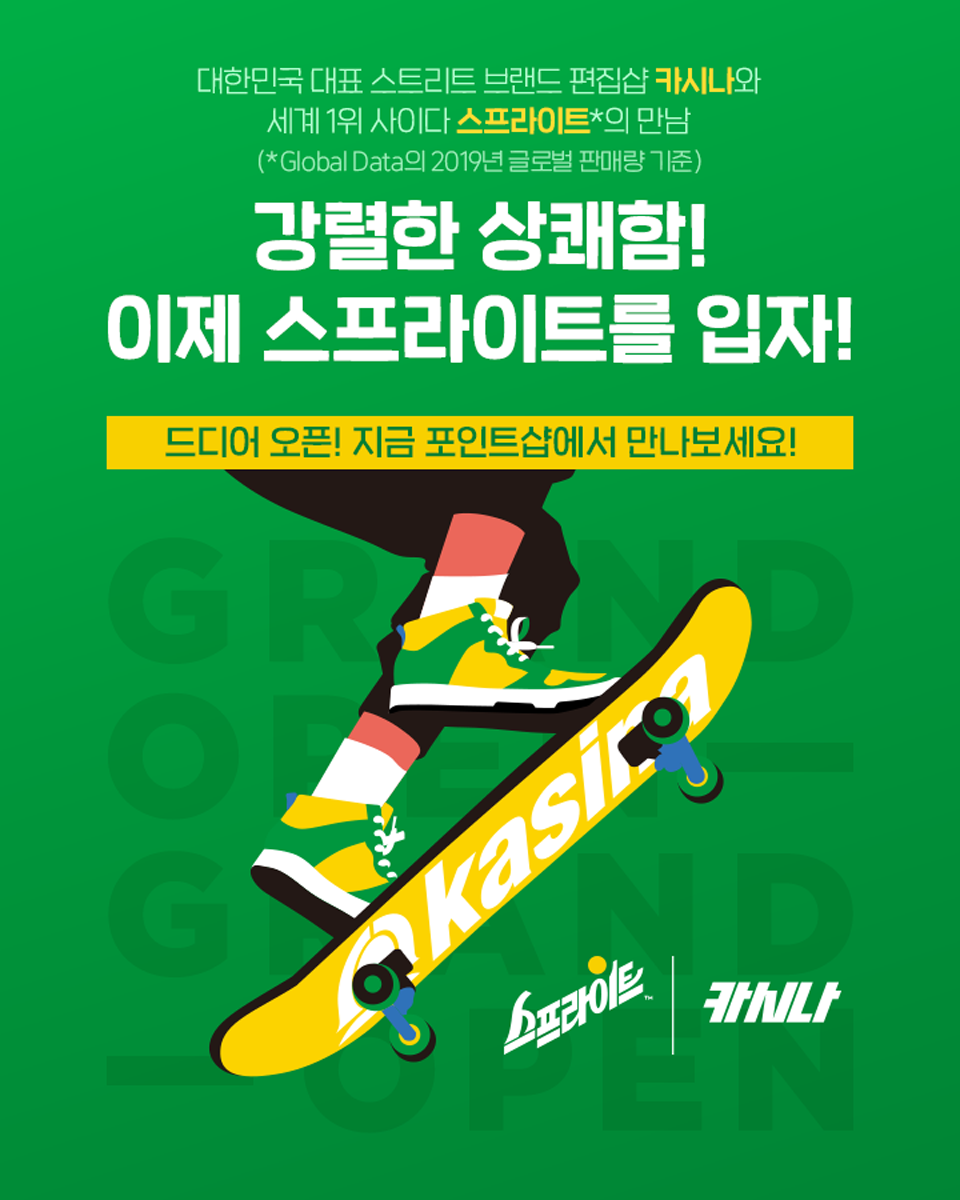 대한민국 대표 스트리트 브랜드 편집샵 카시나와
세계 1위 사이다 스프라이트*의 만남
(*Global Data의 2019년 글로벌 판매량 기준)
강렬한 상쾌함!
이제 스프라이트를 입자!
드디어 오픈! 지금 포인트샵에서 만나보세요!
GRAND
OPEN—
GRAND
—OPEN
kasina
스프라이트™
카시나